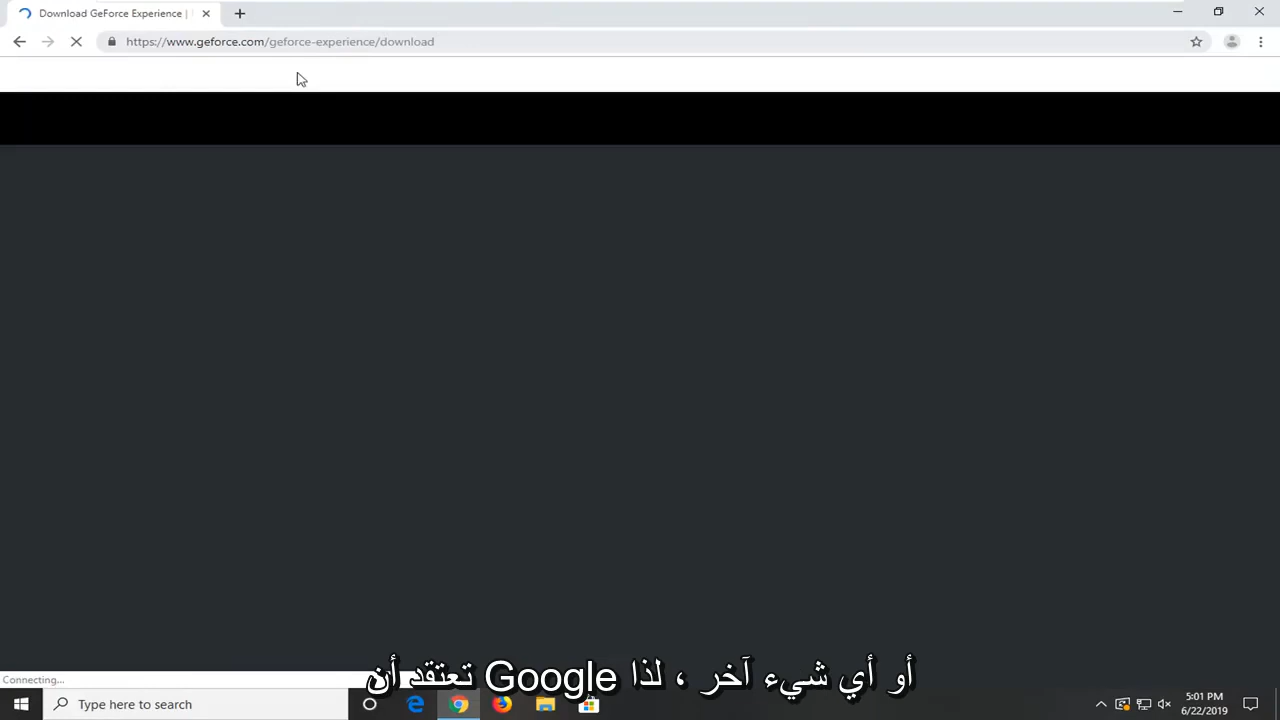 Download GeForce Experience |
https://www.geforce.com/geforce-experience/download
Connecting...
أو أي شيء آخر ، لذا Google تعتقد أن
Type here to search
5:01 PM
6/22/2019